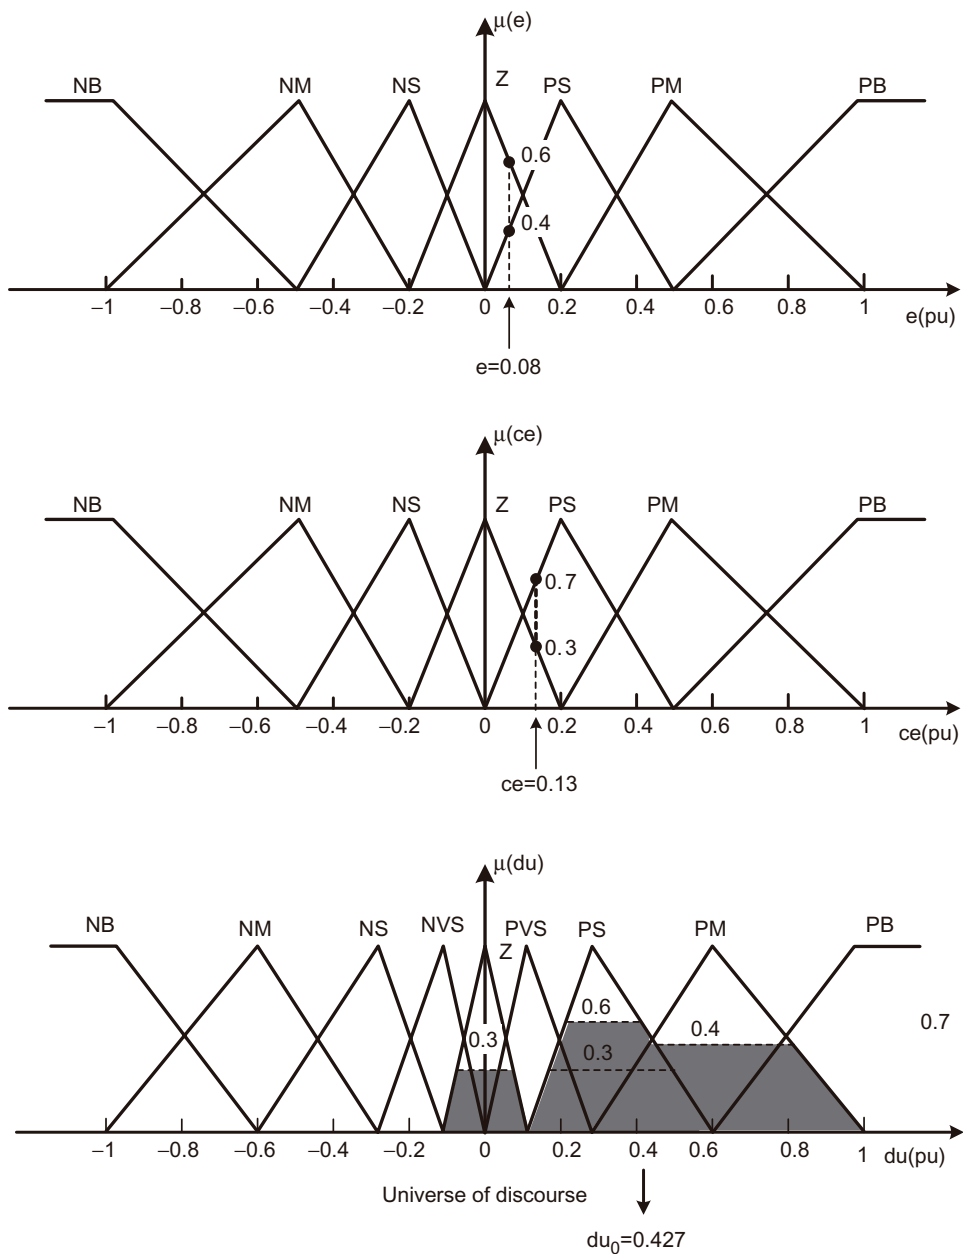 μ(e)
NB NM NS Z PS PM PB
0.6
0.4
−1 −0.8 −0.6 −0.4 −0.2 0 0.2 0.4 0.6 0.8 1
e(pu)
e=0.08
μ(ce)
NB NM NS Z PS PM PB
0.7
0.3
−1 −0.8 −0.6 −0.4 −0.2 0 0.2 0.4 0.6 0.8 1
ce(pu)
ce=0.13
μ(du)
NB NM NS NVS Z PVS PS PM PB
0.6
0.4 0.7
0.3 0.3
−1 −0.8 −0.6 −0.4 −0.2 0 0.2 0.4 0.6 0.8 1 du(pu)
Universe of discourse
du₀=0.427